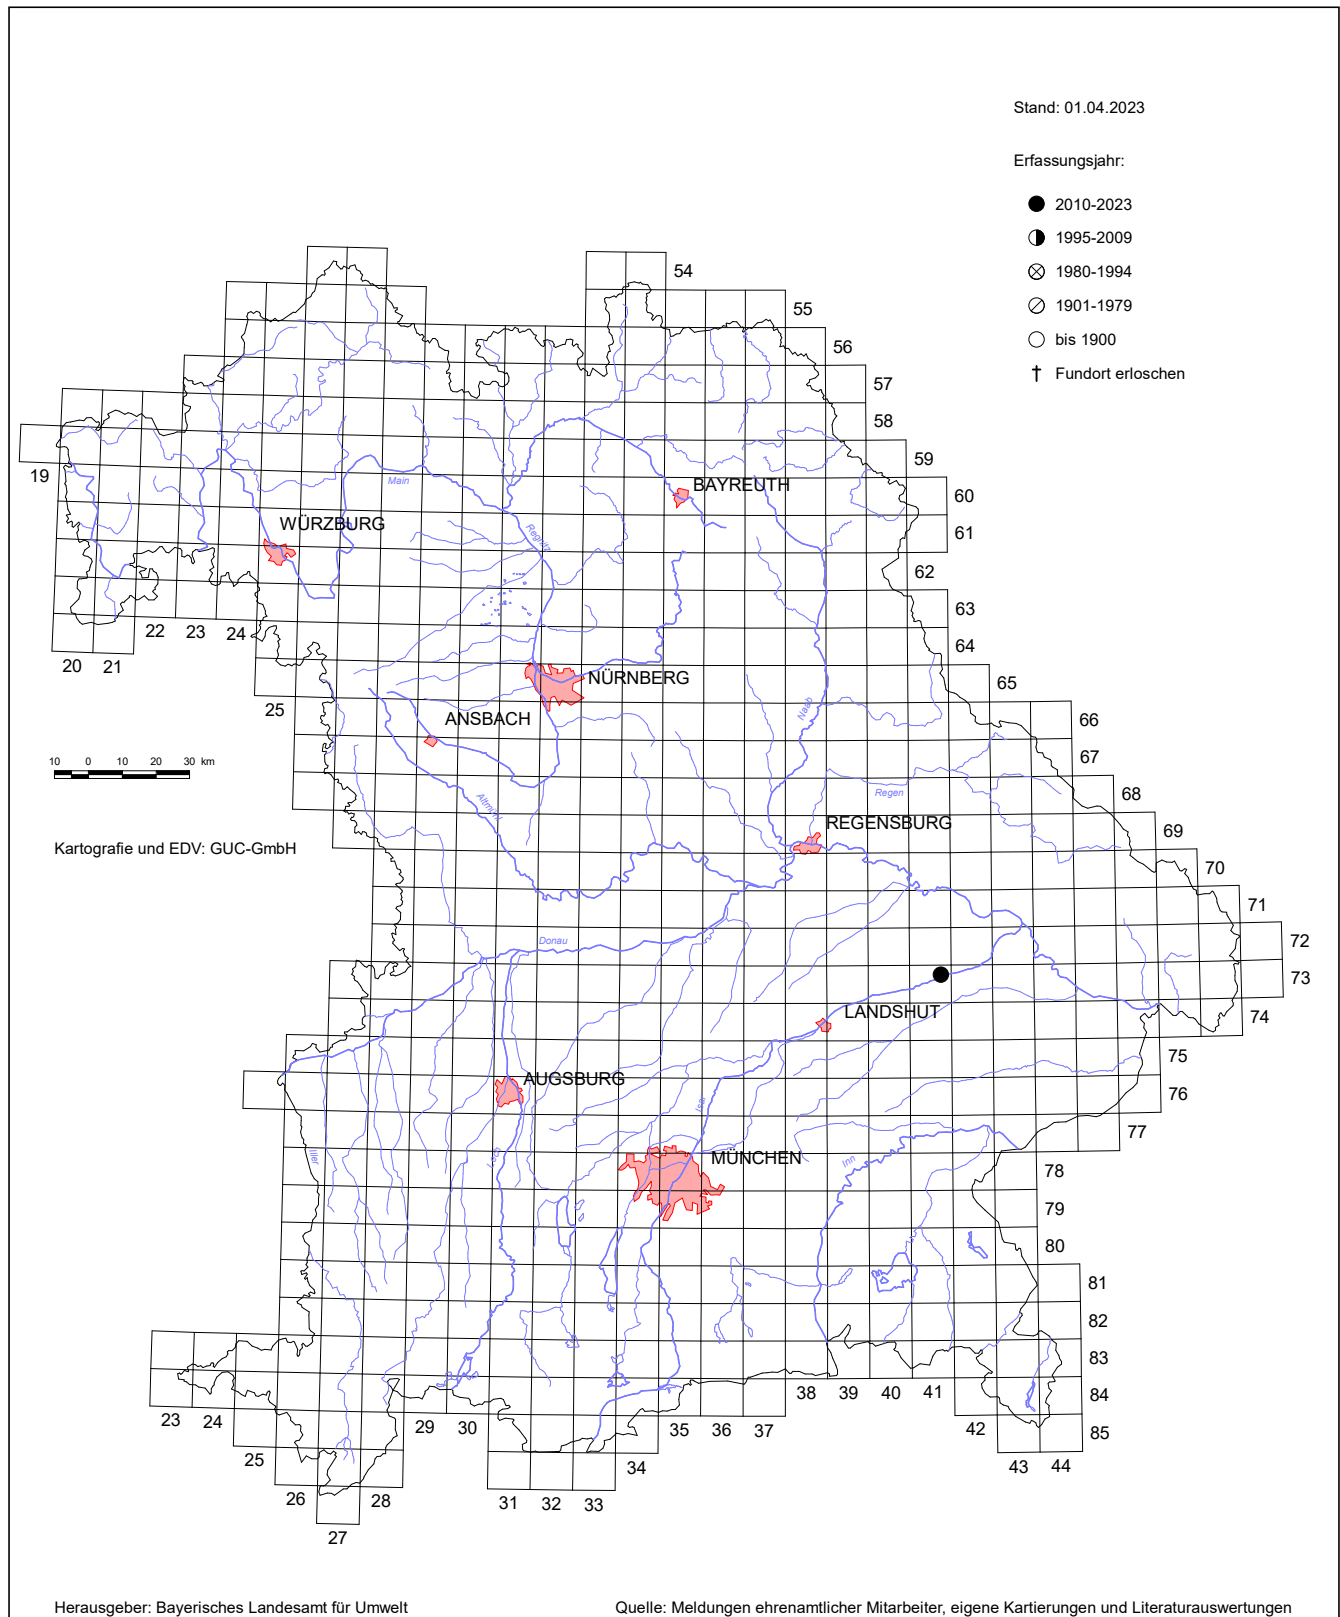 Stand: 01.04.2023
Erfassungsjahr:
2010-2023
1995-2009
1980-1994
1901-1979
bis 1900
† Fundort erloschen
54
55
56
57
58
59
60
61
62
63
64
65
66
67
68
69
70
71
72
73
74
75
76
77
78
79
80
81
82
83
84
85
19
20
21
22
23
24
25
BAYREUTH
WÜRZBURG
NÜRNBERG
ANSBACH
REGENSBURG
LANDSHUT
AUGSBURG
MÜNCHEN
Main
Regnitz
Naab
Regen
Altmühl
Donau
Isar
Iller
Lech
Inn
10 0 10 20 30 km
Kartografie und EDV: GUC-GmbH
23
24
25
26
27
28
29
30
31
32
33
34
35
36
37
38
39
40
41
42
43
44
Herausgeber: Bayerisches Landesamt für Umwelt
Quelle: Meldungen ehrenamtlicher Mitarbeiter, eigene Kartierungen und Literaturauswertungen